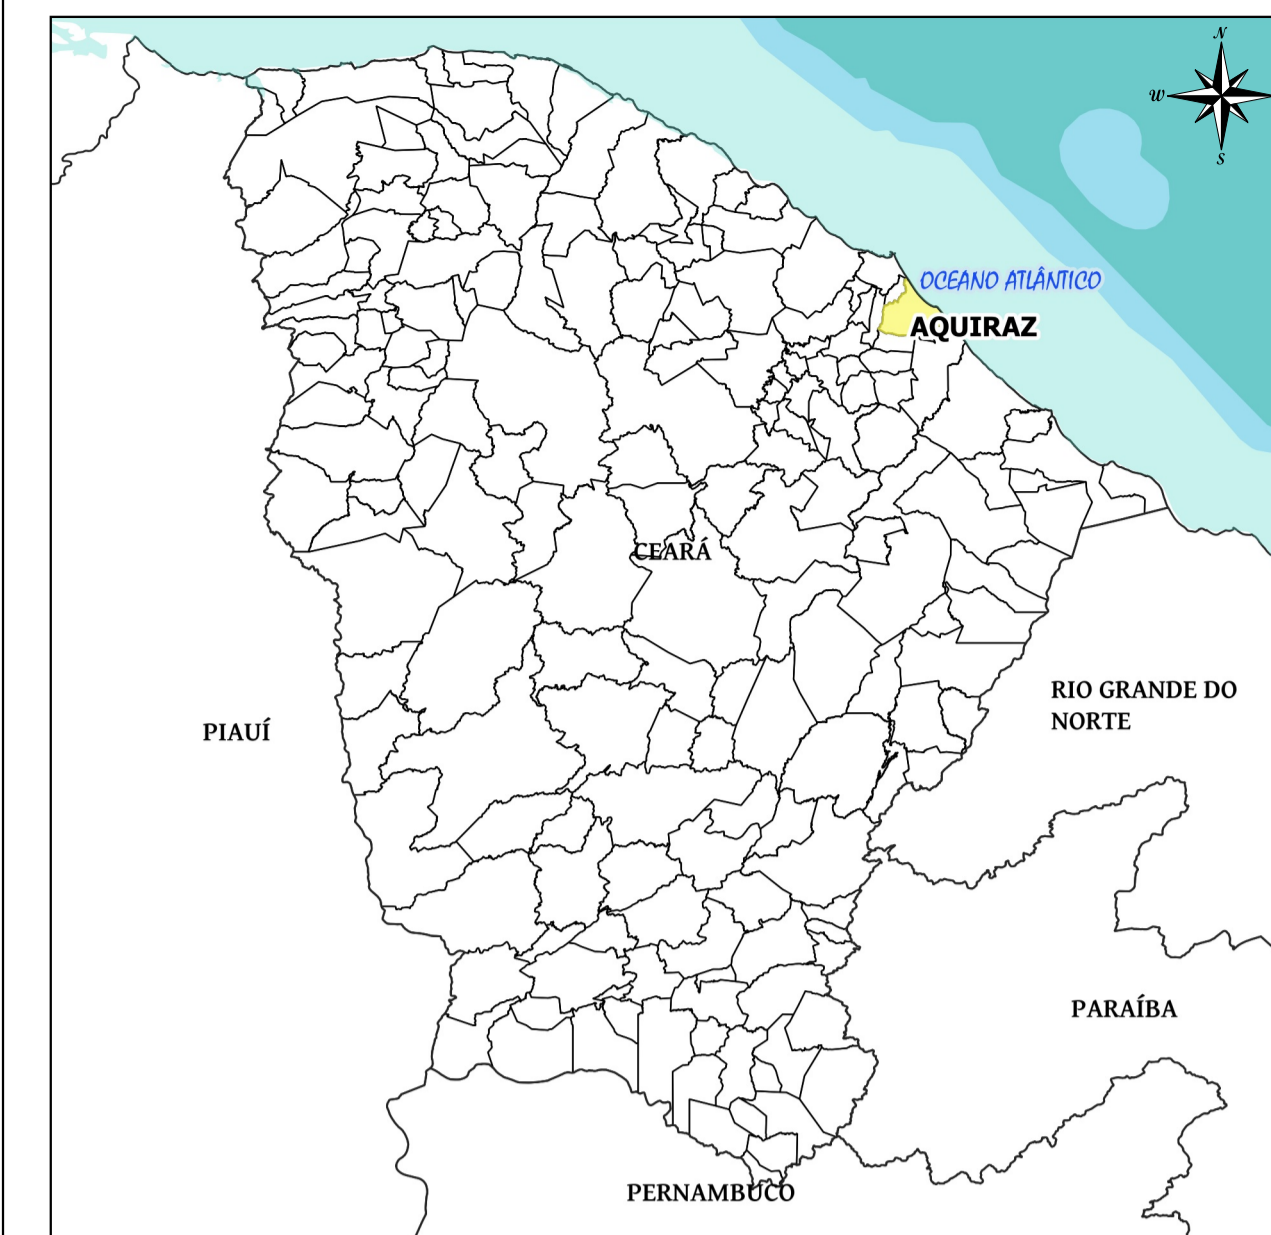 N
W
S
OCEANO ATLÂNTICO
AQUIRAZ
CEARÁ
RIO GRANDE DO
NORTE
PIAUÍ
PARAÍBA
PERNAMBUCO